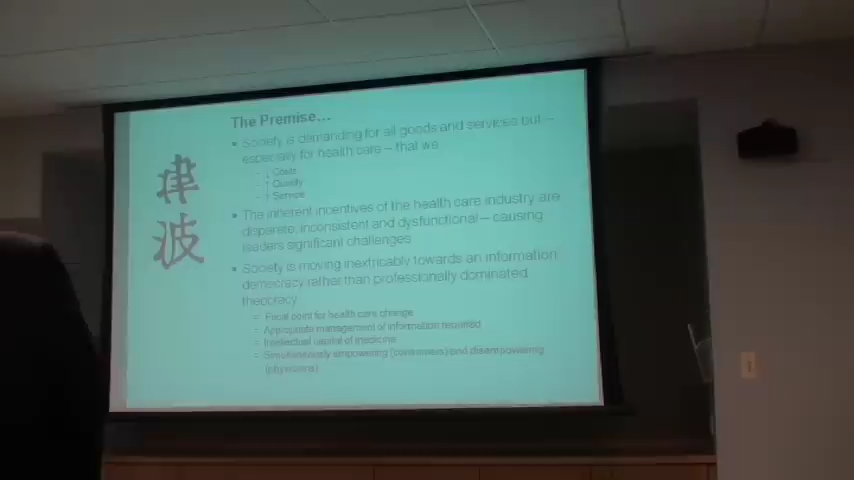 The Premise...
津
波
• Society is demanding for all goods and services but –
especially for health care – that we
- ↓ Costs
- ↑ Quality
- ↑ Service
• The inherent incentives of the health care industry are
disparate, inconsistent and dysfunctional – causing
leaders significant challenges
• Society is moving inextricably towards an information
democracy rather than professionally dominated
theocracy
Focal point for health care change
Appropriate management of information required
Intellectual capital of medicine
Simultaneously empowering (consumers) and disempowering
(physicians)